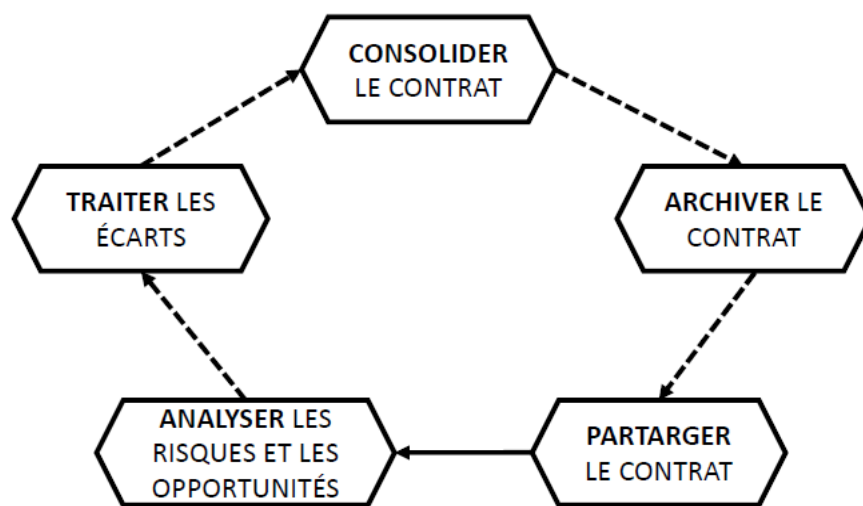 CONSOLIDER
LE CONTRAT
TRAITER LES
ÉCARTS
ARCHIVER LE
CONTRAT
ANALYSER LES
RISQUES ET LES
OPPORTUNITÉS
PARTARGER
LE CONTRAT